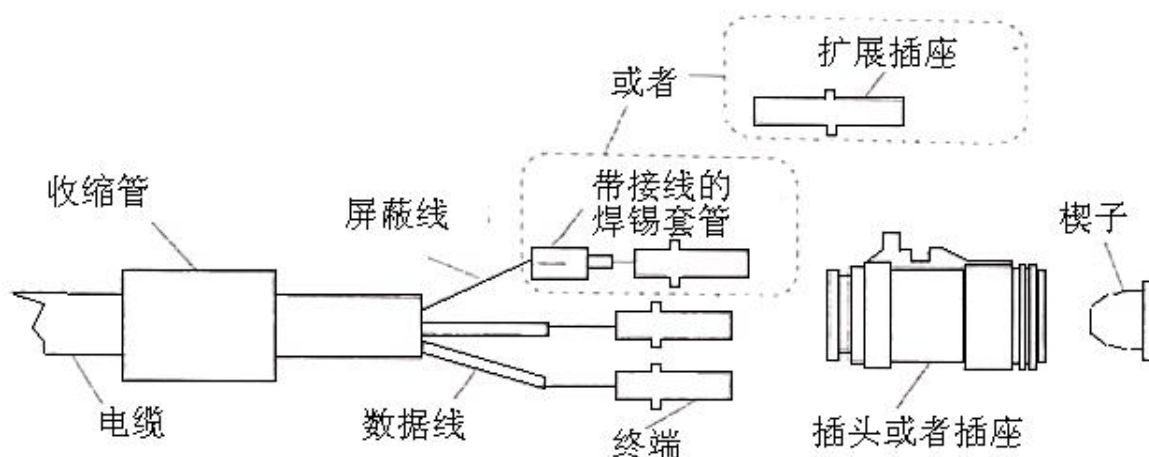 扩展插座
或者
带接线的
焊锡套管
收缩管
屏蔽线
楔子
电缆
数据线
终端
插头或者插座